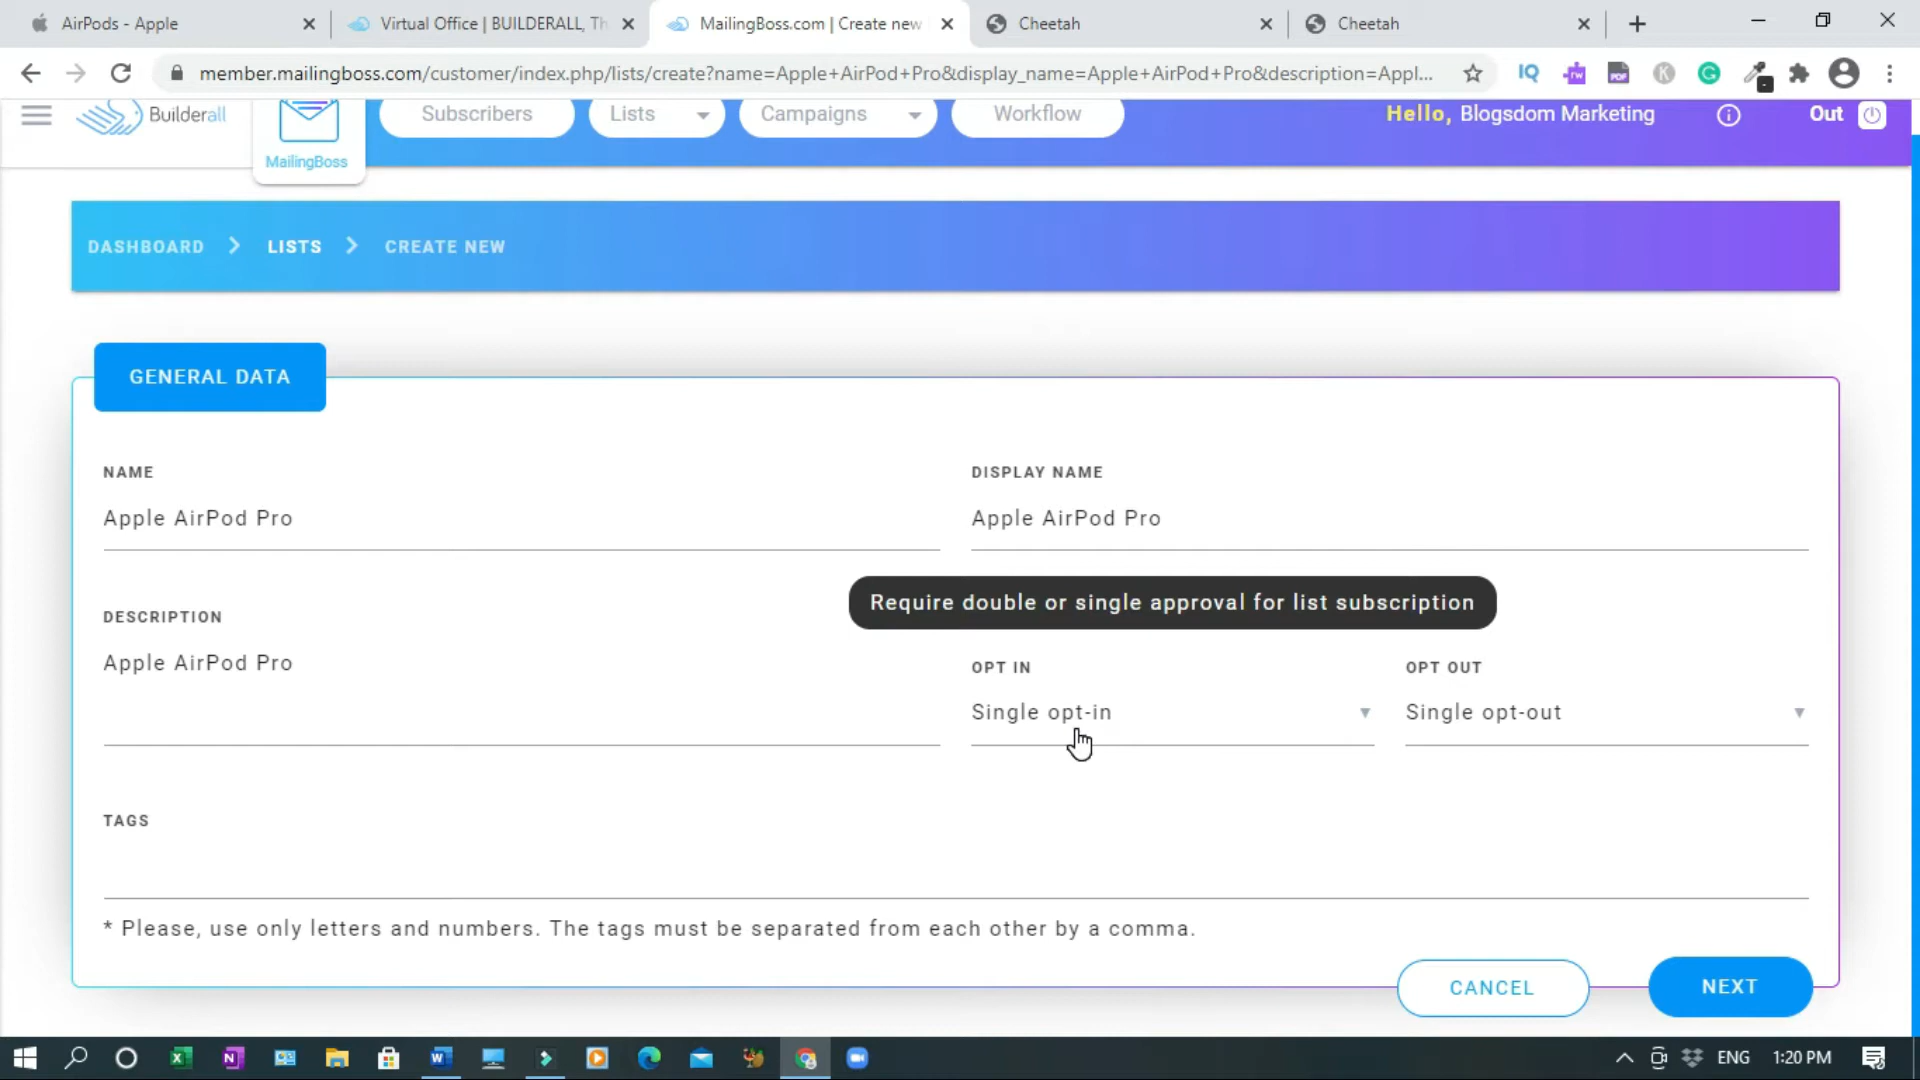 AirPods - Apple
Virtual Office | BUILDERALL, Th
MailingBoss.com | Create new
Cheetah
Cheetah
member.mailingboss.com/customer/index.php/lists/create?name=Apple+AirPod+Pro&display_name=Apple+AirPod+Pro&description=Appl...
Builderall
MailingBoss
Subscribers
Lists
Campaigns
Workflow
Hello, Blogsdom Marketing
Out
DASHBOARD > LISTS > CREATE NEW
GENERAL DATA
NAME
Apple AirPod Pro
DISPLAY NAME
Apple AirPod Pro
Require double or single approval for list subscription
DESCRIPTION
Apple AirPod Pro
OPT IN
Single opt-in
OPT OUT
Single opt-out
TAGS
* Please, use only letters and numbers. The tags must be separated from each other by a comma.
CANCEL
NEXT
ENG
1:20 PM